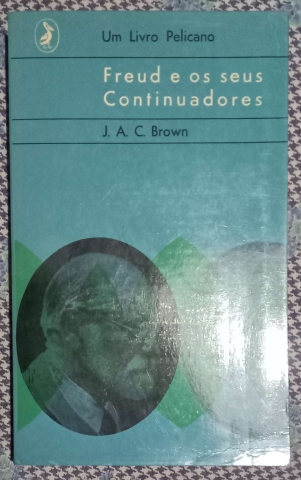 Um Livro Pelicano
Freud e os seus
Continuadores
J. A. C. Brown